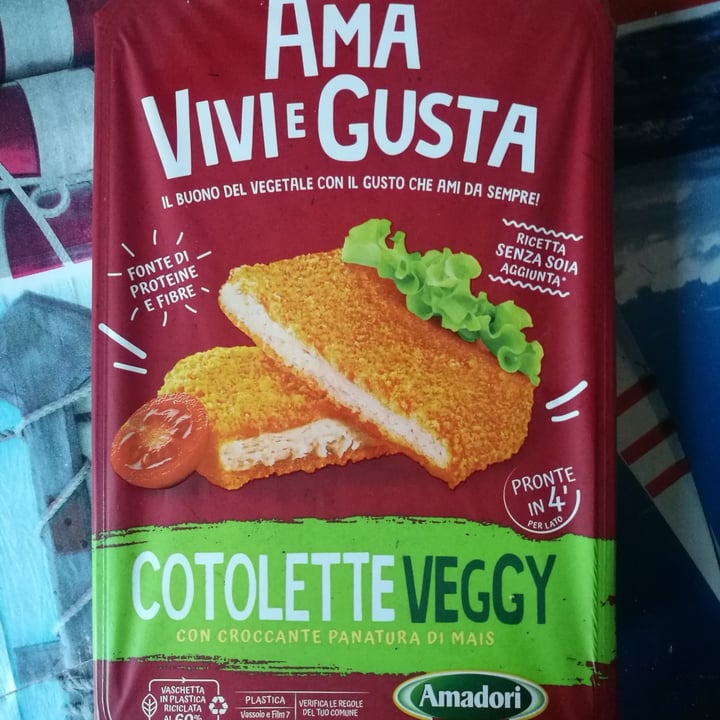 AMA
VIVI E GUSTA
IL BUONO DEL VEGETALE CON IL GUSTO CHE AMI DA SEMPRE!
FONTE DI
PROTEINE
E FIBRE
RICETTA
SENZA SOIA
AGGIUNTA*
PRONTE
IN 4'
PER LATO
COTOLETTE VEGGY
CON CROCCANTE PANATURA DI MAIS
VASCHETTA
IN PLASTICA
RICICLATA
AL 60%
PLASTICA
Vassoio e Film 7
VERIFICA LE REGOLE
DEL TUO COMUNE
Amadori